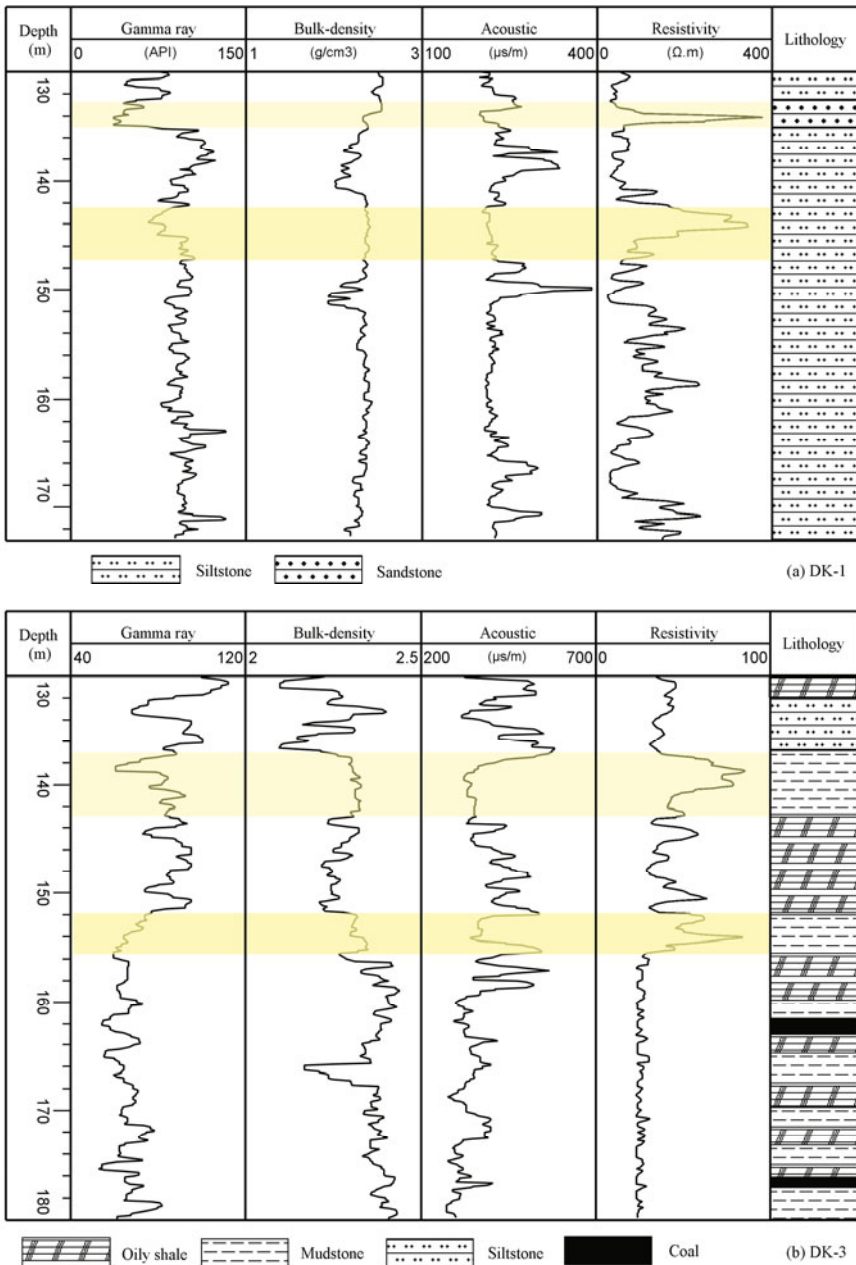 Depth (m) Gamma ray Bulk-density Acoustic Resistivity Lithology
0 (API) 150 1 (g/cm3) 3 100 (µs/m) 400 0 (Ω.m) 400
130
140
150
160
170
Siltstone Sandstone (a) DK-1
Depth (m) Gamma ray Bulk-density Acoustic Resistivity Lithology
40 120 2 2.5 200 (µs/m) 700 0 100
130
140
150
160
170
180
Oily shale Mudstone Siltstone Coal (b) DK-3